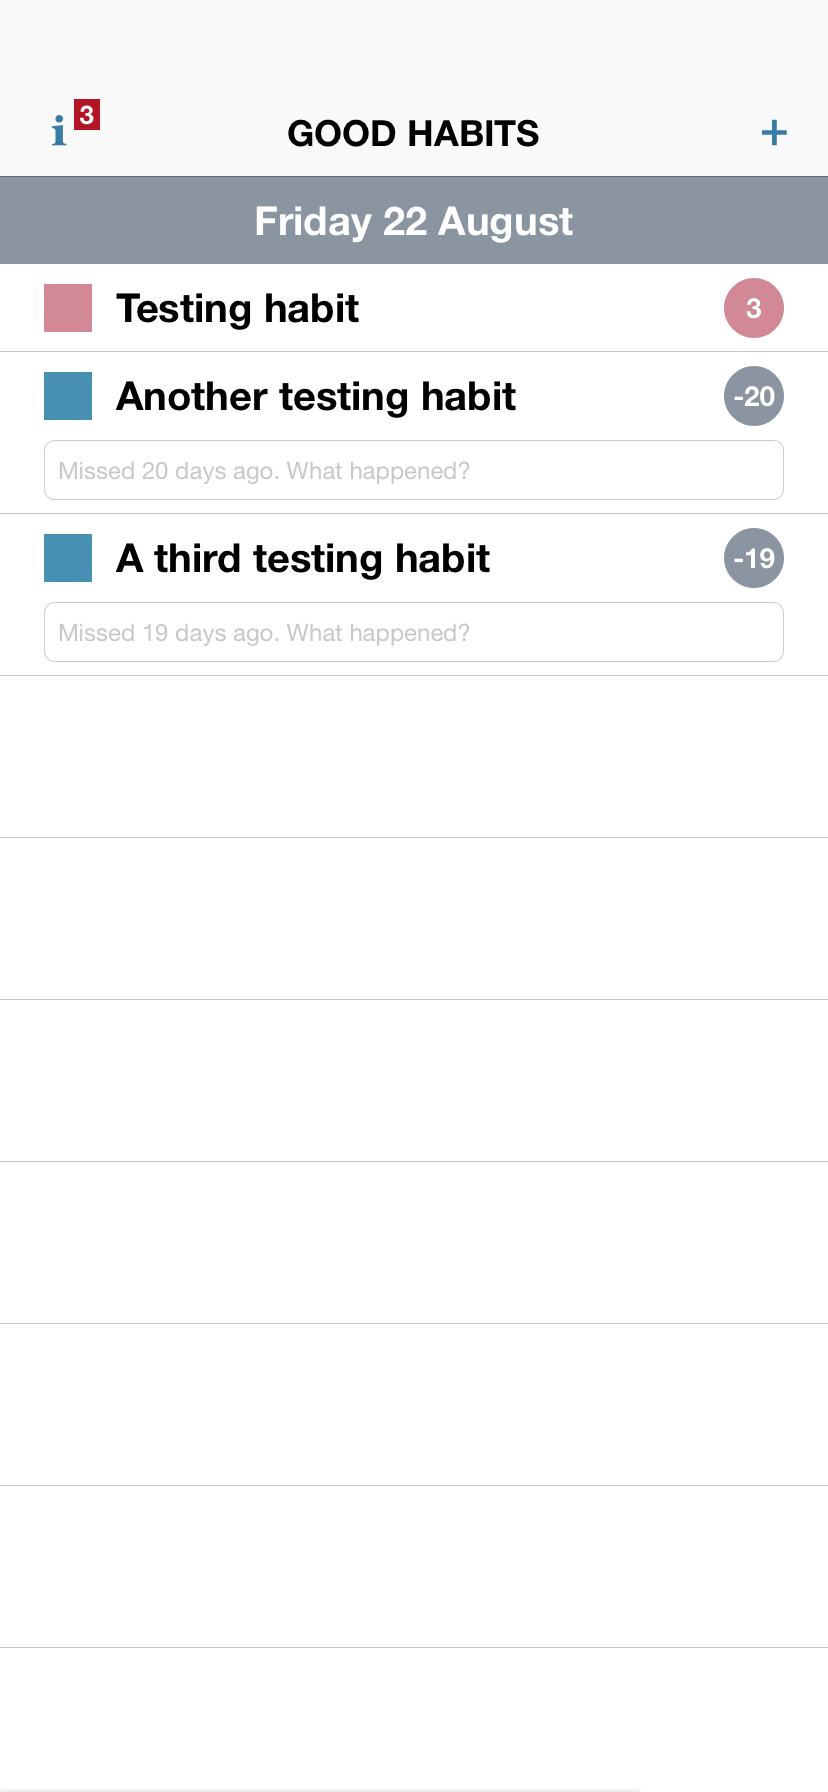 i 3
GOOD HABITS
+
Friday 22 August
Testing habit 3
Another testing habit -20
Missed 20 days ago. What happened?
A third testing habit -19
Missed 19 days ago. What happened?